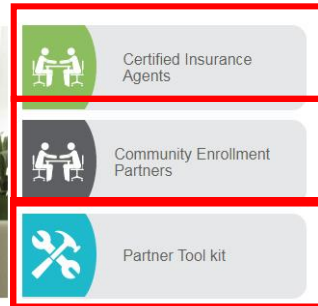 Certified Insurance
Agents
Community Enrollment
Partners
Partner Tool kit